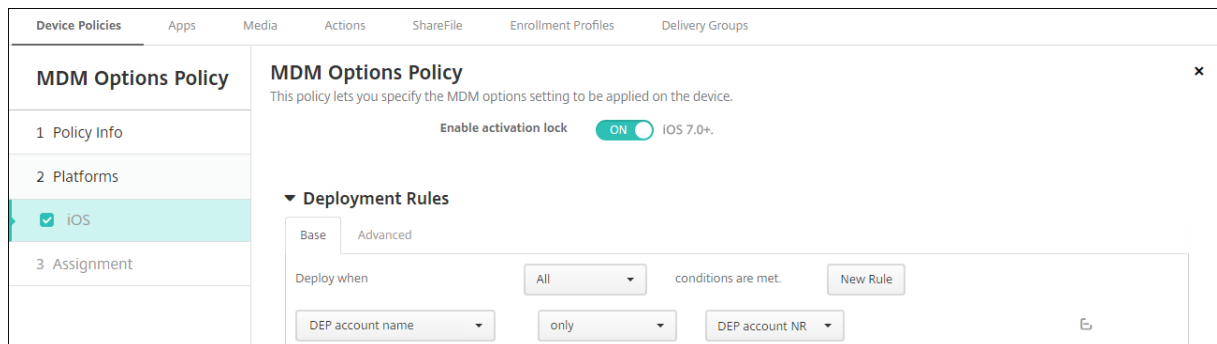 Device Policies Apps Media Actions ShareFile Enrollment Profiles Delivery Groups
MDM Options Policy
1 Policy Info
2 Platforms
iOS
3 Assignment
MDM Options Policy
This policy lets you specify the MDM options setting to be applied on the device.
Enable activation lock ON iOS 7.0+.
Deployment Rules
Base Advanced
Deploy when All conditions are met. New Rule
DEP account name only DEP account NR